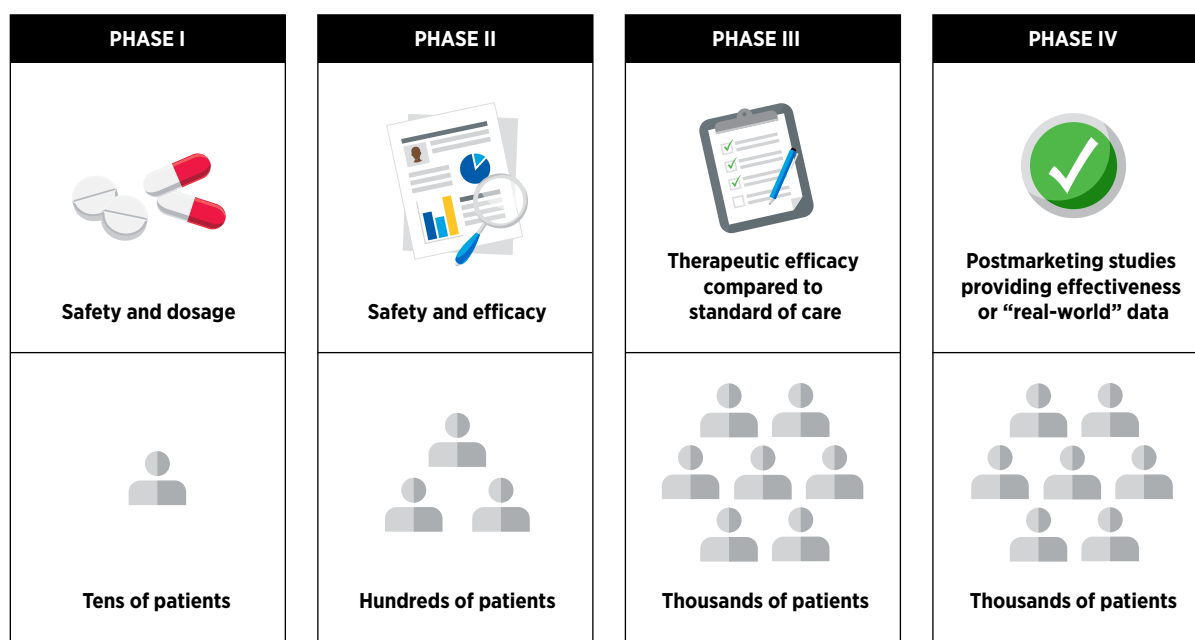 PHASE I
Safety and dosage
Tens of patients
PHASE II
Safety and efficacy
Hundreds of patients
PHASE III
Therapeutic efficacy
compared to
standard of care
Thousands of patients
PHASE IV
Postmarketing studies
providing effectiveness
or “real-world” data
Thousands of patients